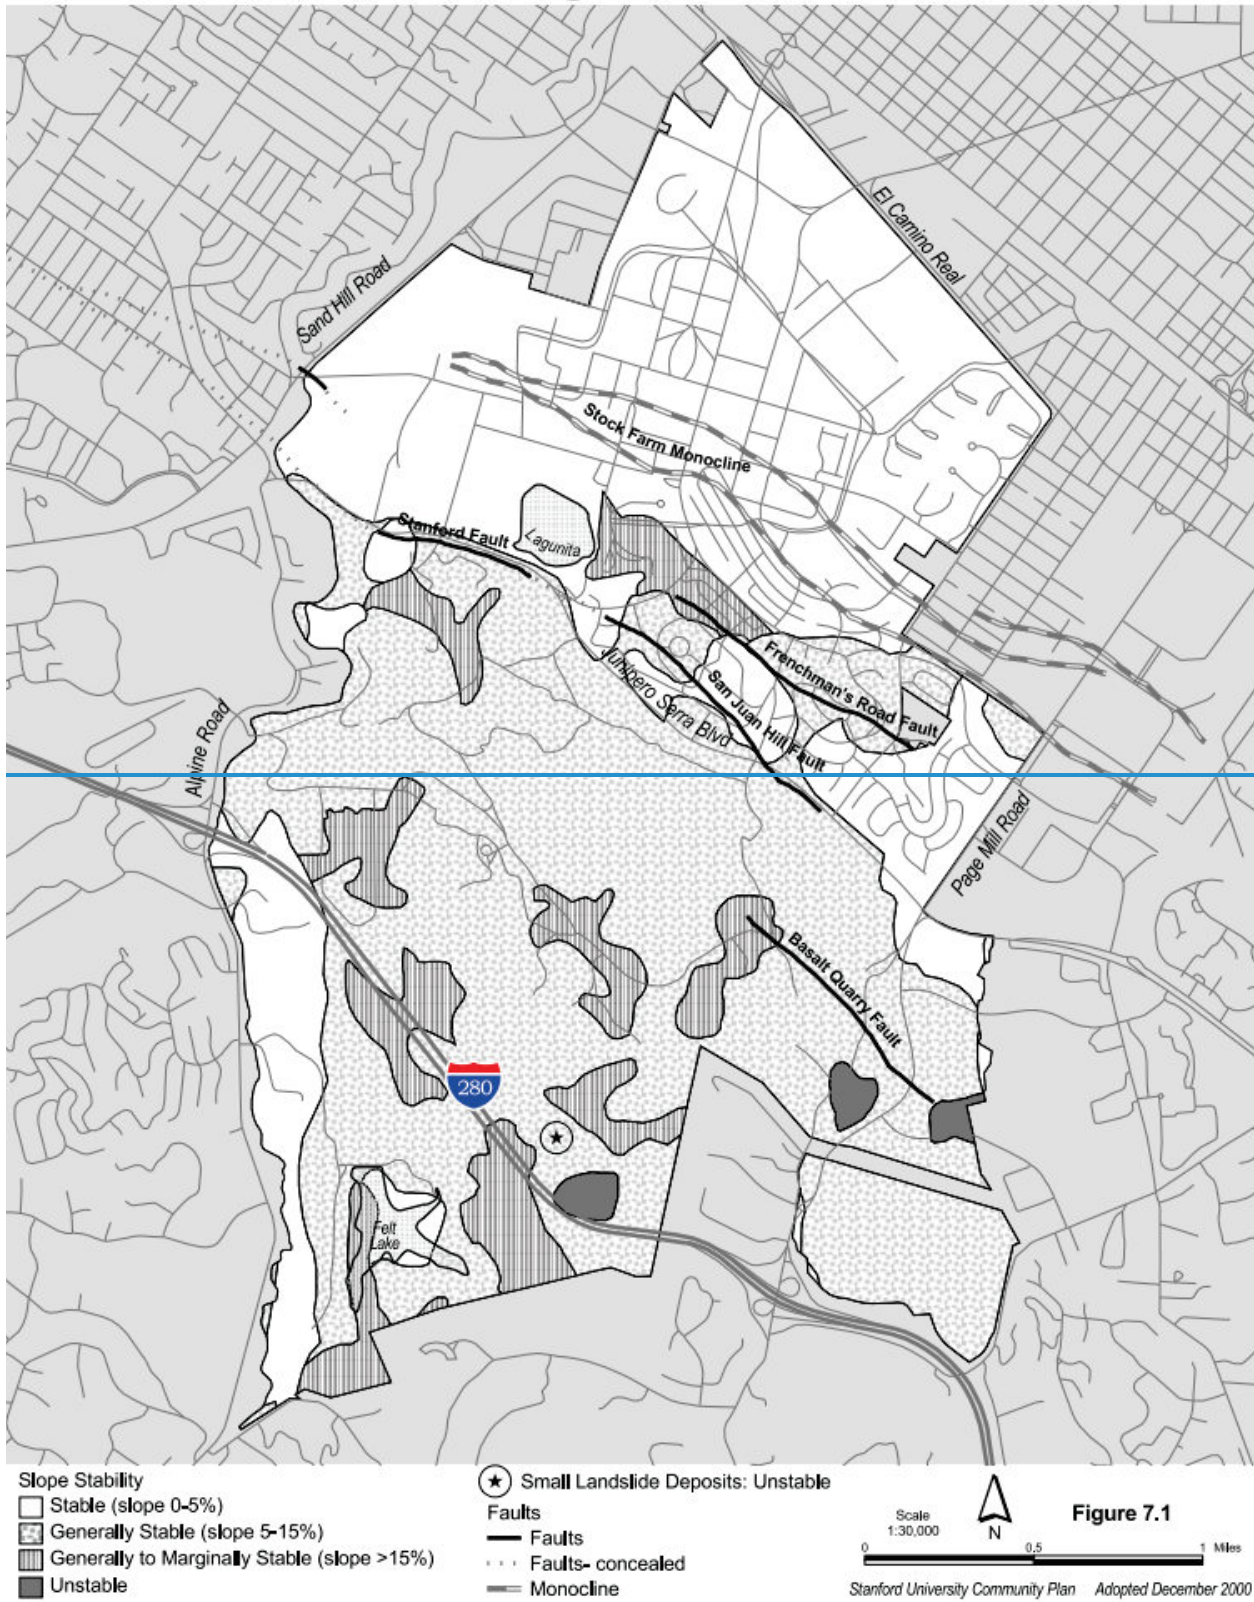 El Camino Real
Sand Hill Road
Stock Farm Monocline
Stanford Fault
Lagunita
Frenchman's Road Fault
San Juan Hill Fault
Junipero Serra Blvd
Alpine Road
Page Mill Road
Basalt Quarry Fault
280
Felt
Lake
Slope Stability
Stable (slope 0-5%)
Generally Stable (slope 5-15%)
Generally to Marginally Stable (slope >15%)
Unstable
Small Landslide Deposits: Unstable
Faults
Faults
Faults- concealed
Monocline
Scale
1:30,000
N
Figure 7.1
0 0.5 1 Miles
Stanford University Community Plan Adopted December 2000